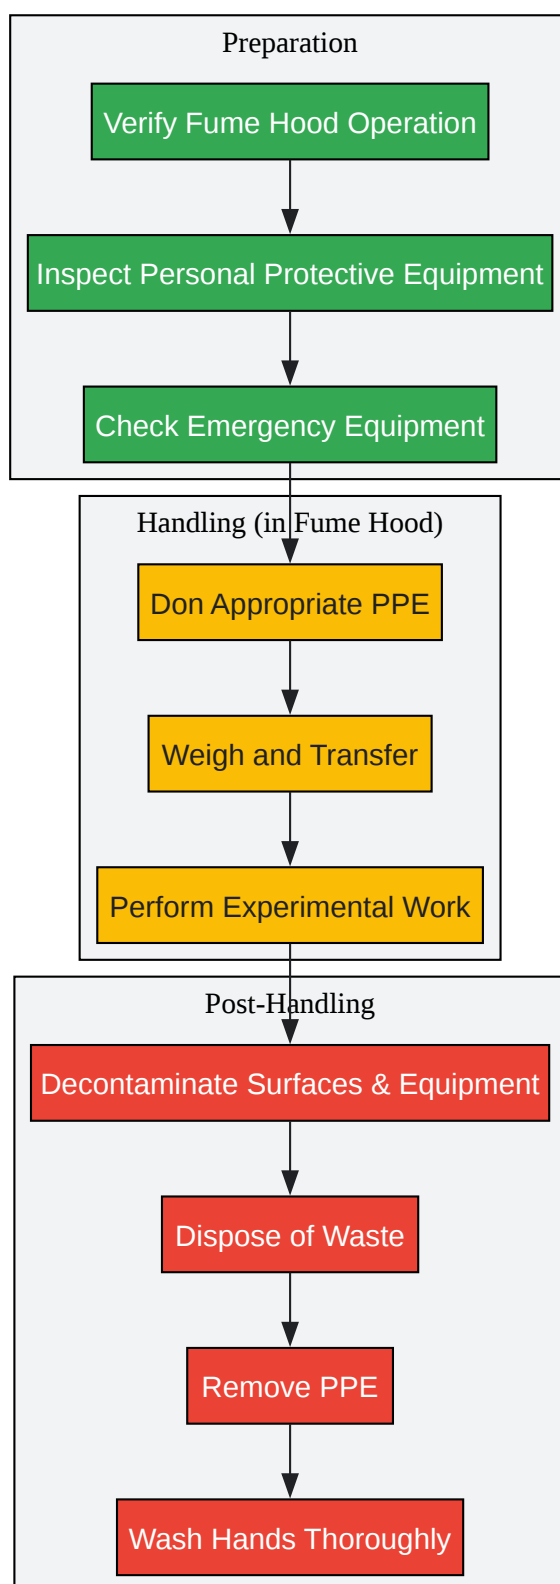 Preparation
Verify Fume Hood Operation
Inspect Personal Protective Equipment
Check Emergency Equipment
Handling (in Fume Hood)
Don Appropriate PPE
Weigh and Transfer
Perform Experimental Work
Post-Handling
Decontaminate Surfaces & Equipment
Dispose of Waste
Remove PPE
Wash Hands Thoroughly